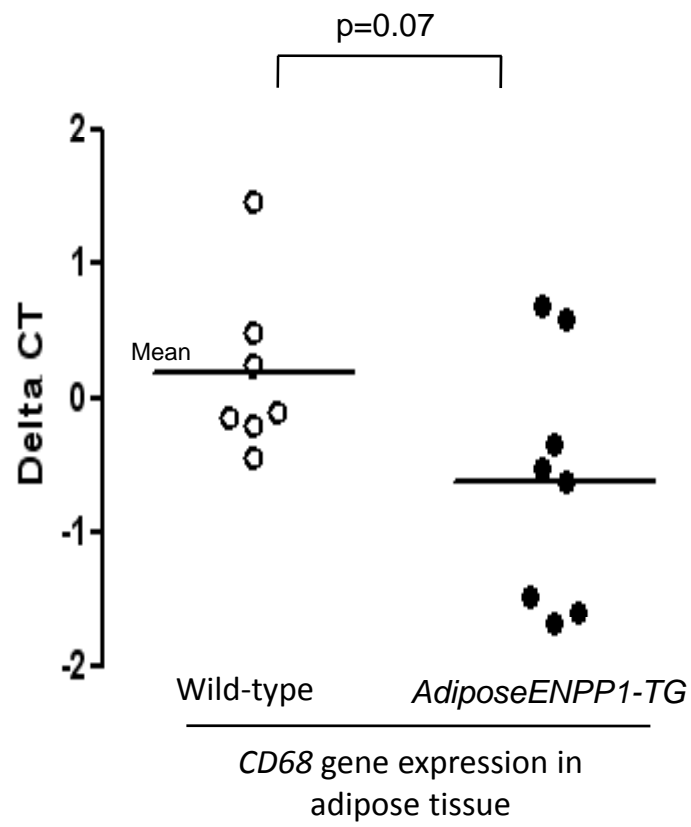 p=0.07
2
1
Mean
0
-1
-2
Delta CT
Wild-type AdiposeENPP1-TG
CD68 gene expression in
adipose tissue